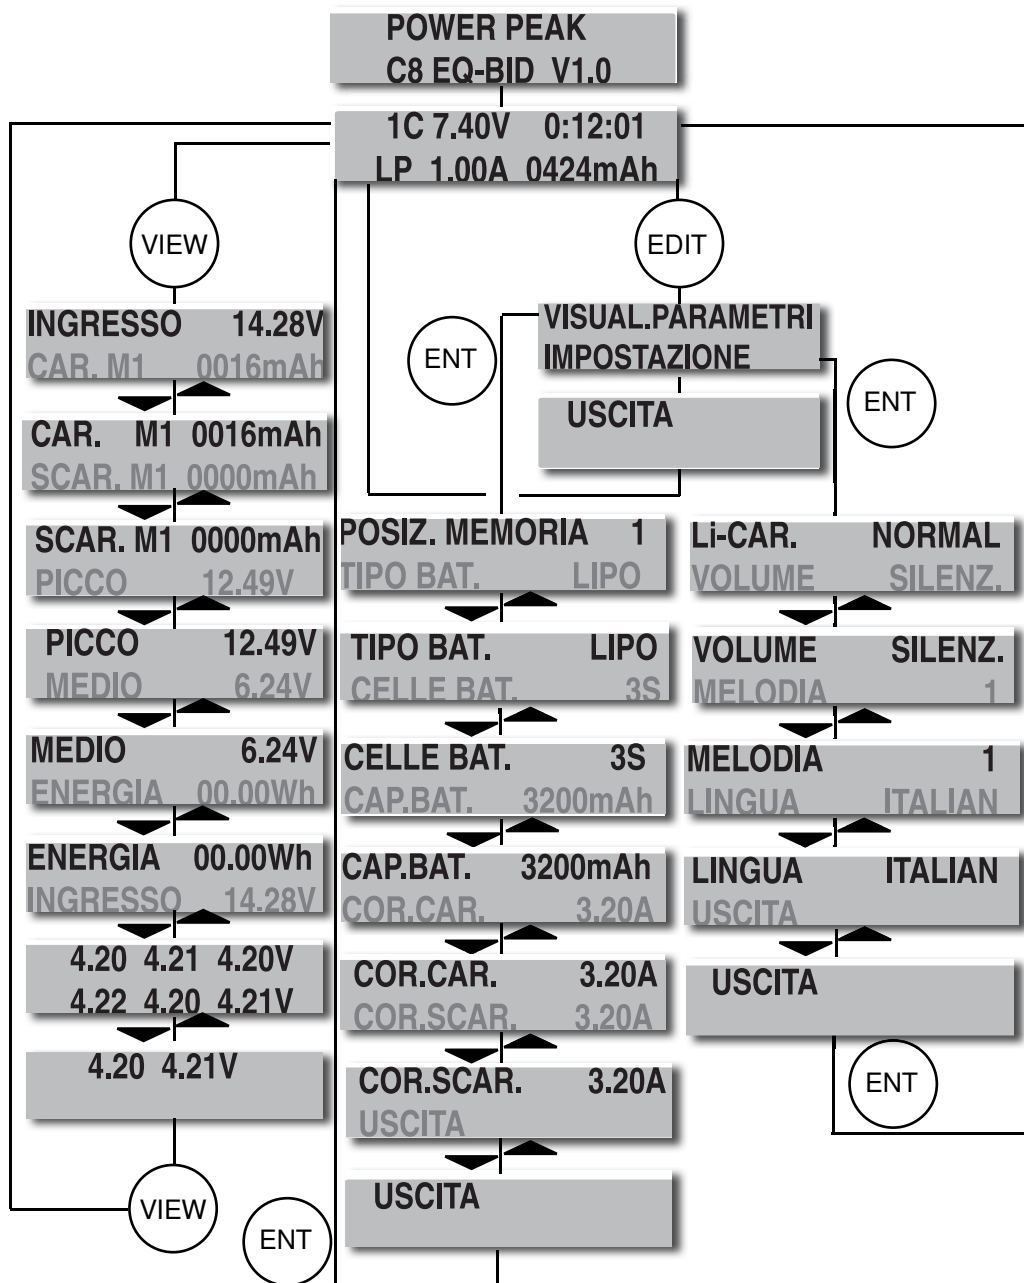 POWER PEAK
C8 EQ-BID V1.0
1C 7.40V 0:12:01
LP 1.00A 0424mAh
VIEW
INGRESSO 14.28V
CAR. M1 0016mAh
CAR. M1 0016mAh
SCAR. M1 0000mAh
SCAR. M1 0000mAh
PICCO 12.49V
PICCO 12.49V
MEDIO 6.24V
MEDIO 6.24V
ENERGIA 00.00Wh
ENERGIA 00.00Wh
INGRESSO 14.28V
4.20 4.21 4.20V
4.22 4.20 4.21V
4.20 4.21V
VIEW
EDIT
VISUAL.PARAMETRI
IMPOSTAZIONE
USCITA
ENT
POSIZ. MEMORIA 1
TIPO BAT. LIPO
TIPO BAT. LIPO
CELLE BAT. 3S
CELLE BAT. 3S
CAP.BAT. 3200mAh
CAP.BAT. 3200mAh
COR.CAR. 3.20A
COR.CAR. 3.20A
COR.SCAR. 3.20A
COR.SCAR. 3.20A
USCITA
USCITA
ENT
ENT
Li-CAR. NORMAL
VOLUME SILENZ.
VOLUME SILENZ.
MELODIA 1
MELODIA 1
LINGUA ITALIAN
LINGUA ITALIAN
USCITA
USCITA
ENT